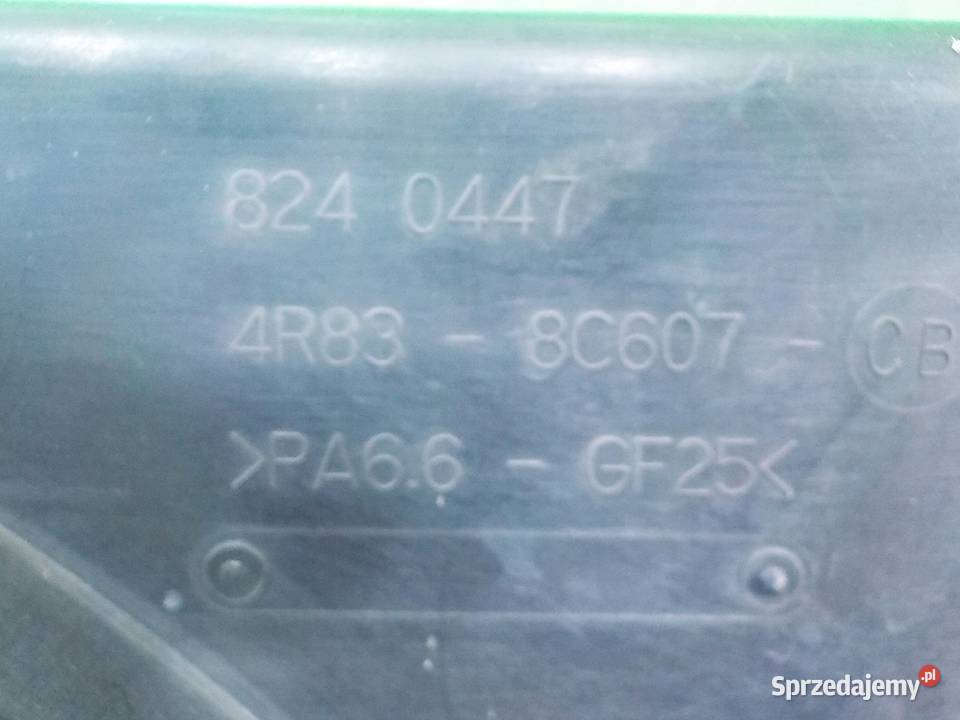 824 0447
4R83 - 8C607 - CB
>PA6.6 - GF25<
Sprzedajemy.pl